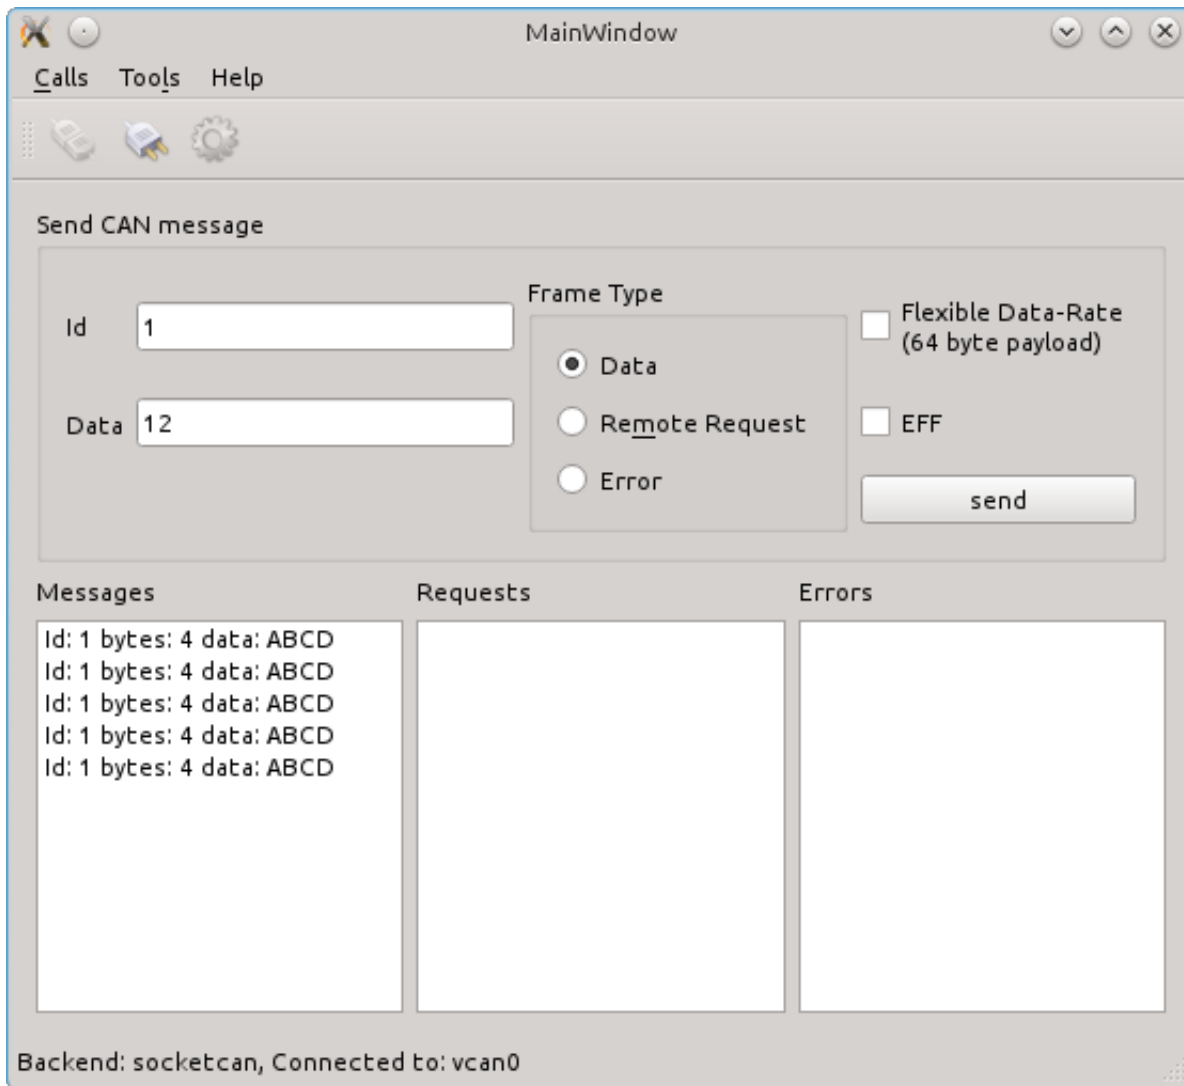 MainWindow
Calls Tools Help
Send CAN message
Id 1
Data 12
Frame Type
Data
Remote Request
Error
Flexible Data-Rate
(64 byte payload)
EFF
send
Messages
Id: 1 bytes: 4 data: ABCD
Id: 1 bytes: 4 data: ABCD
Id: 1 bytes: 4 data: ABCD
Id: 1 bytes: 4 data: ABCD
Id: 1 bytes: 4 data: ABCD
Requests
Errors
Backend: socketcan, Connected to: vcan0